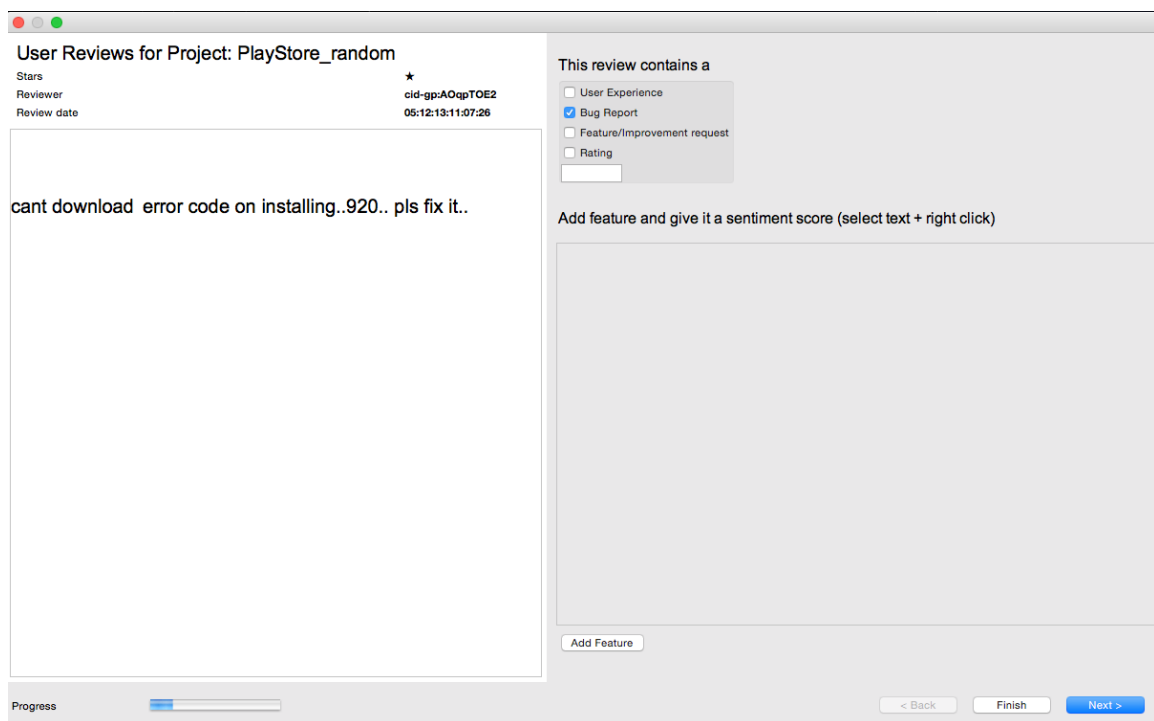 User Reviews for Project: PlayStore_random
Stars ★
Reviewer cid-gp:AOqpTOE2
Review date 05:12:13:11:07:26
cant download  error code on installing..920.. pls fix it..
This review contains a
User Experience
Bug Report
Feature/Improvement request
Rating
Add feature and give it a sentiment score (select text + right click)
Add Feature
Progress
< Back Finish Next >